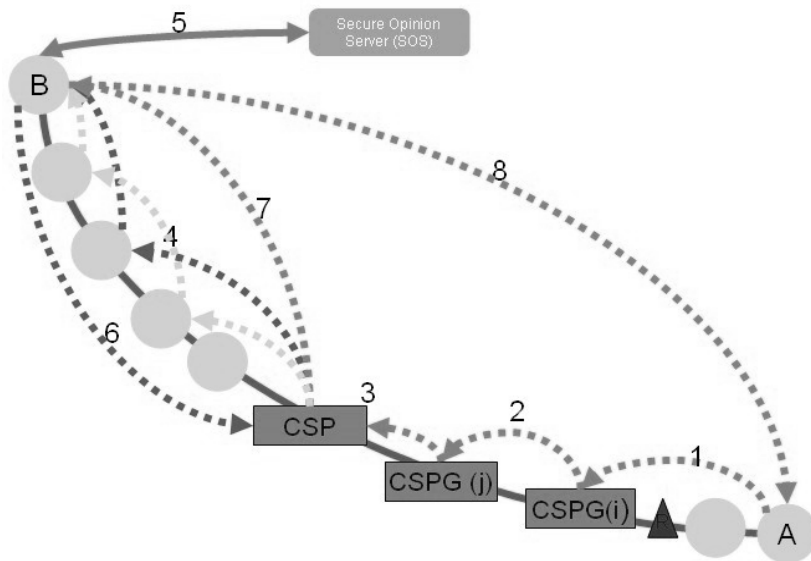 5
Secure Opinion
Server (SOS)
B
8
7
4
6
3
2
1
CSP
CSPG (j)
CSPG(i)
R
A